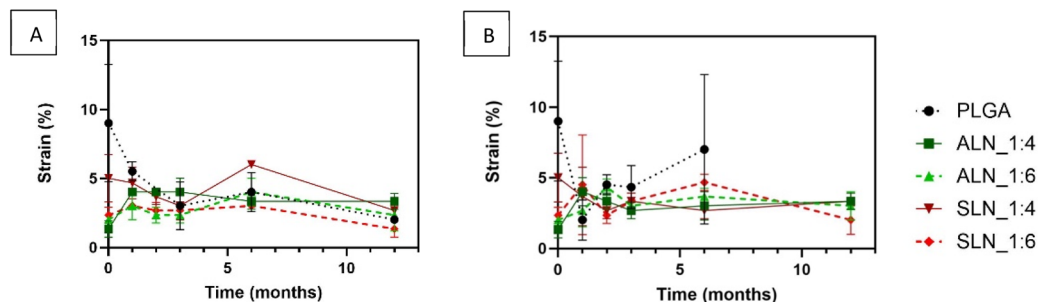 A
15
10
5
0
Strain (%)
0
5
10
Time (months)
B
15
10
5
0
Strain (%)
0
5
10
Time (months)
PLGA
ALN_1:4
ALN_1:6
SLN_1:4
SLN_1:6